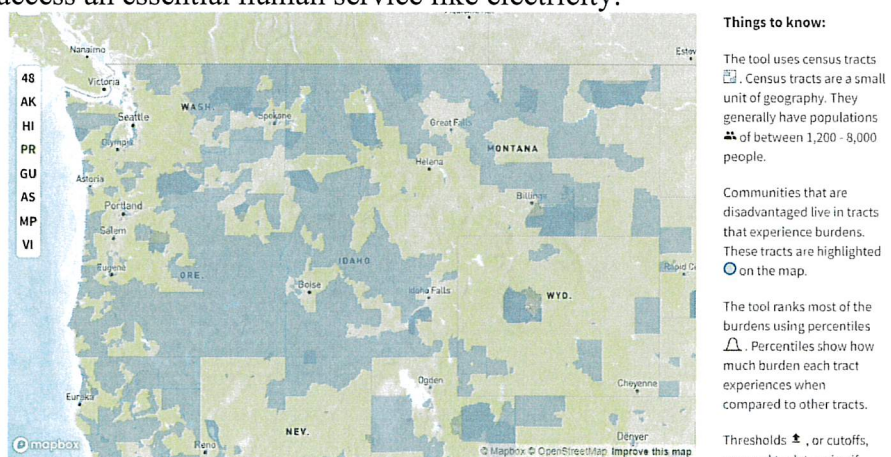 access an essential human service like electricity.
Nanaimo
Victoria
48
AK
HI
PR
GU
AS
MP
VI
WASH.
Seattle
Spokane
Olympia
Astoria
Portland
Salem
Eugene
ORE.
Great Falls
Helena
MONTANA
Billings
IDAHO
Boise
Idaho Falls
WYD.
Rapid C
Estev
Ogden
Cheyenne
Eureka
Reno
NEV.
Denver
mapbox
© Mapbox © OpenStreetMap Improve this map
Things to know:
The tool uses census tracts
. Census tracts are a small
unit of geography. They
generally have populations
of between 1,200 - 8,000
people.
Communities that are
disadvantaged live in tracts
that experience burdens.
These tracts are highlighted
on the map.
The tool ranks most of the
burdens using percentiles
. Percentiles show how
much burden each tract
experiences when
compared to other tracts.
Thresholds , or cutoffs,